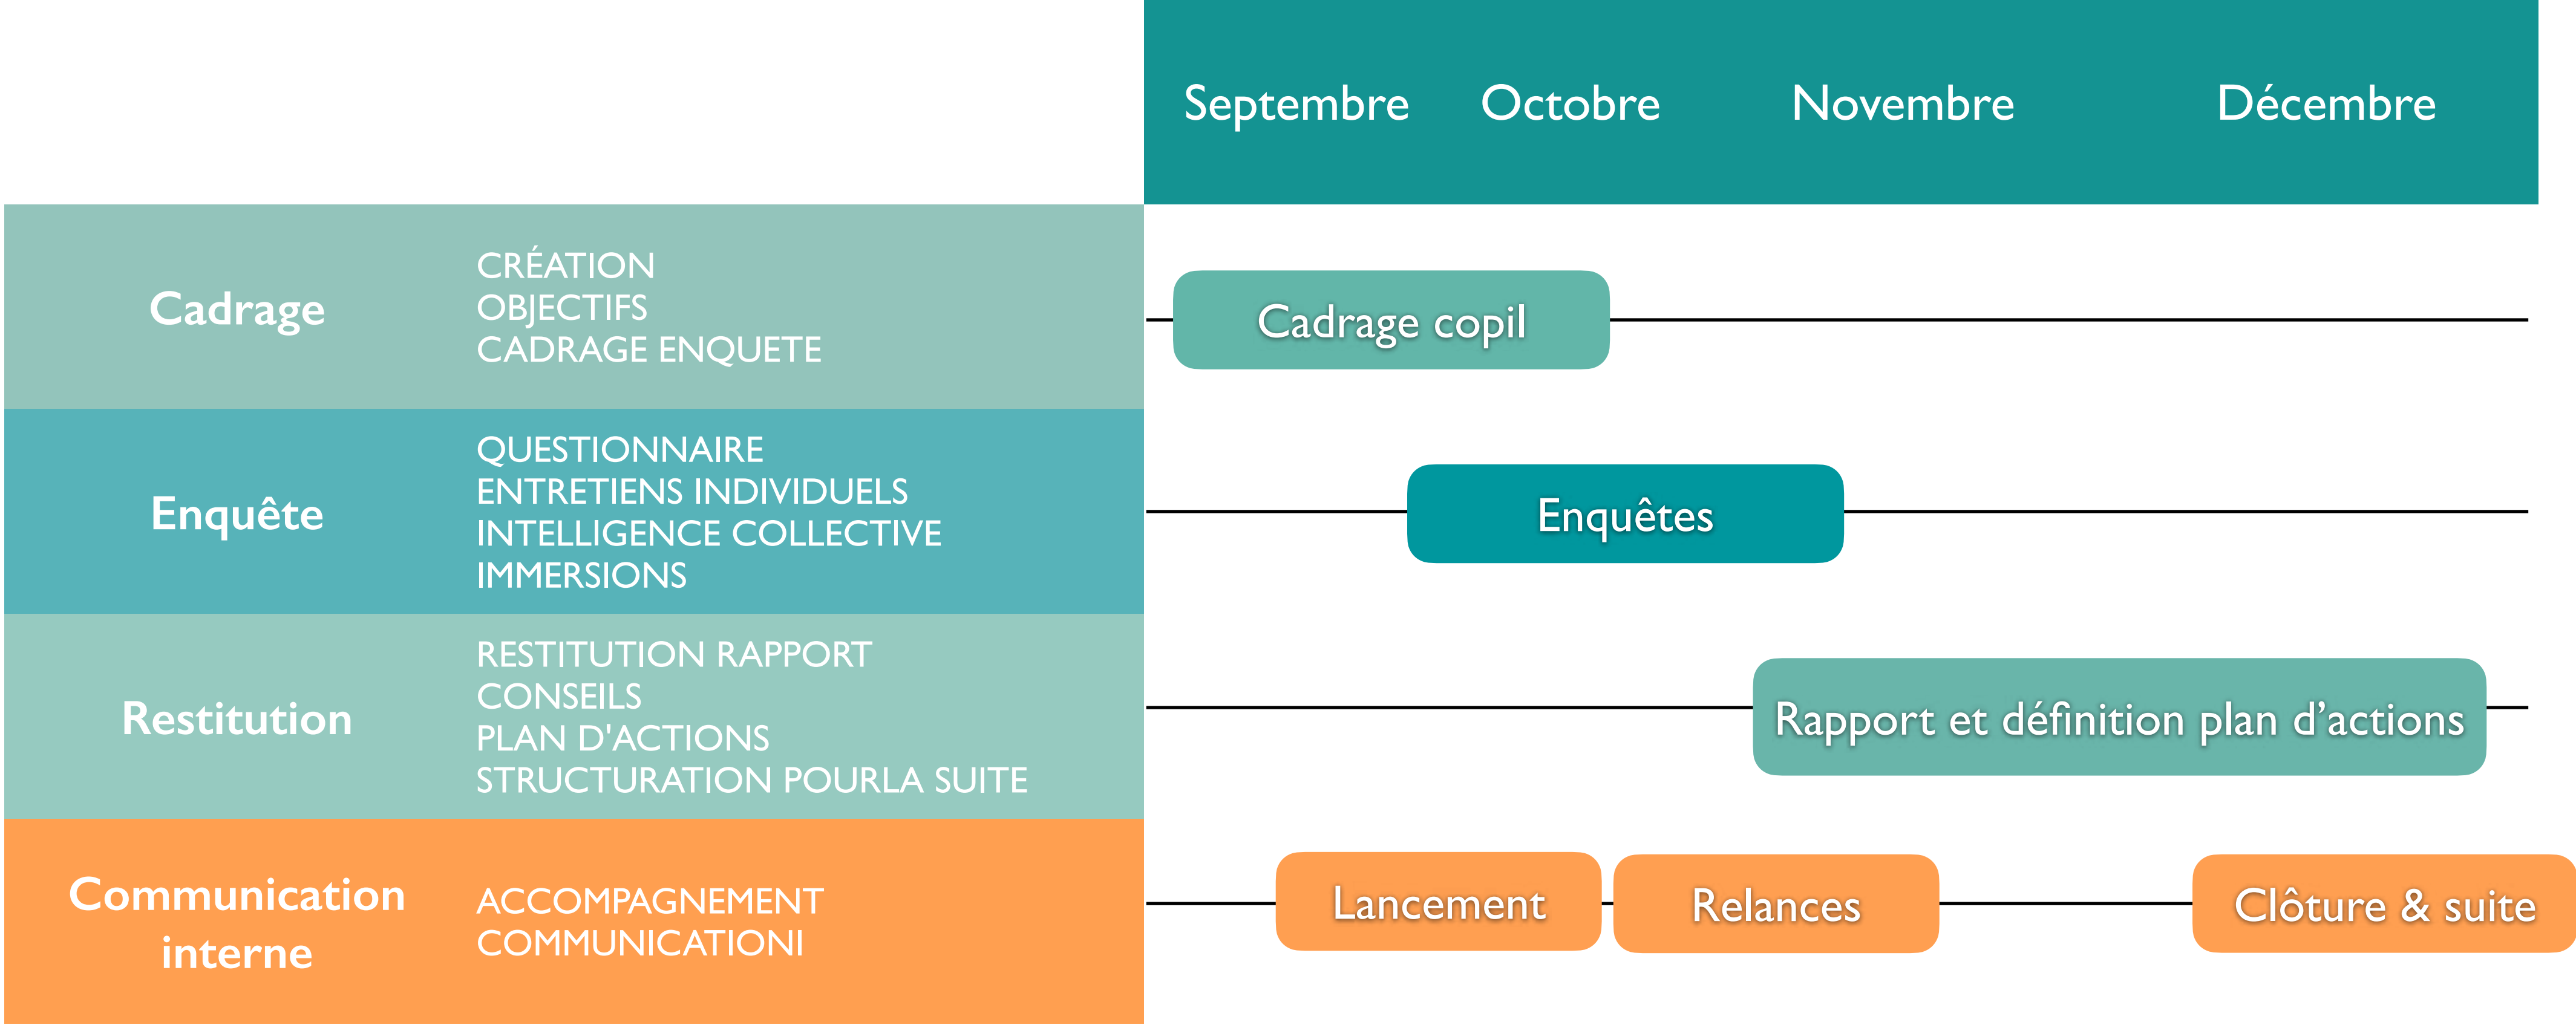 Septembre Octobre Novembre Décembre
Cadrage
CRÉATION
OBJECTIFS
CADRAGE ENQUETE
Cadrage copil
Enquête
QUESTIONNAIRE
ENTRETIENS INDIVIDUELS
INTELLIGENCE COLLECTIVE
IMMERSIONS
Enquêtes
Restitution
RESTITUTION RAPPORT
CONSEILS
PLAN D'ACTIONS
STRUCTURATION POURLA SUITE
Rapport et définition plan d’actions
Communication
interne
ACCOMPAGNEMENT
COMMUNICATIONI
Lancement
Relances
Clôture & suite